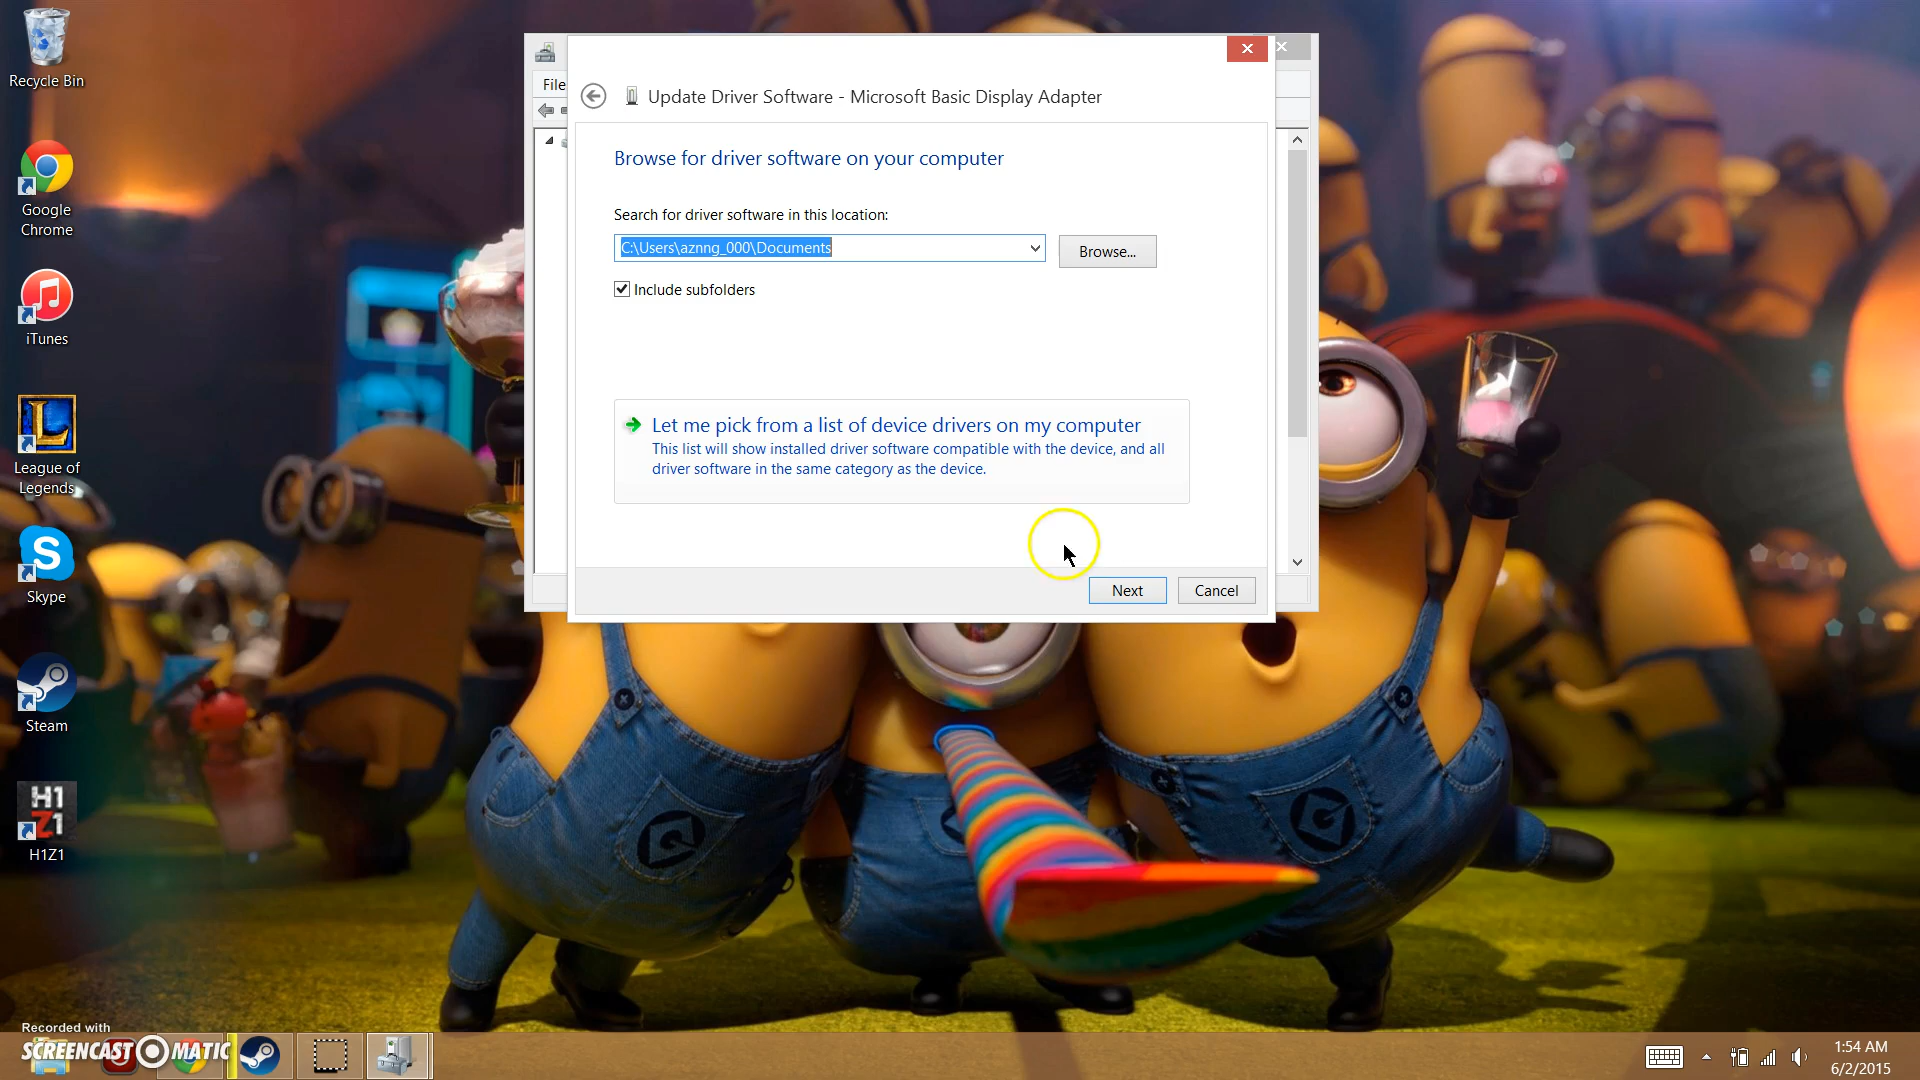 Recycle Bin
Google
Chrome
iTunes
League of
Legends
Skype
Steam
H1
Z1
H1Z1
File
Update Driver Software - Microsoft Basic Display Adapter
Browse for driver software on your computer
Search for driver software in this location:
C:\Users\aznng_000\Documents
Browse...
Include subfolders
Let me pick from a list of device drivers on my computer
This list will show installed driver software compatible with the device, and all
driver software in the same category as the device.
Next
Cancel
Recorded with
SCREENCAST MATIC
1:54 AM
6/2/2015